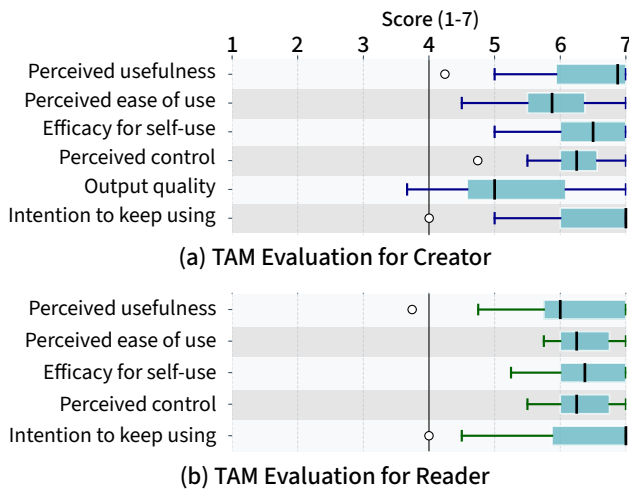 Score (1-7)
1 2 3 4 5 6 7
Perceived usefulness
Perceived ease of use
Efficacy for self-use
Perceived control
Output quality
Intention to keep using
(a) TAM Evaluation for Creator
Perceived usefulness
Perceived ease of use
Efficacy for self-use
Perceived control
Intention to keep using
(b) TAM Evaluation for Reader